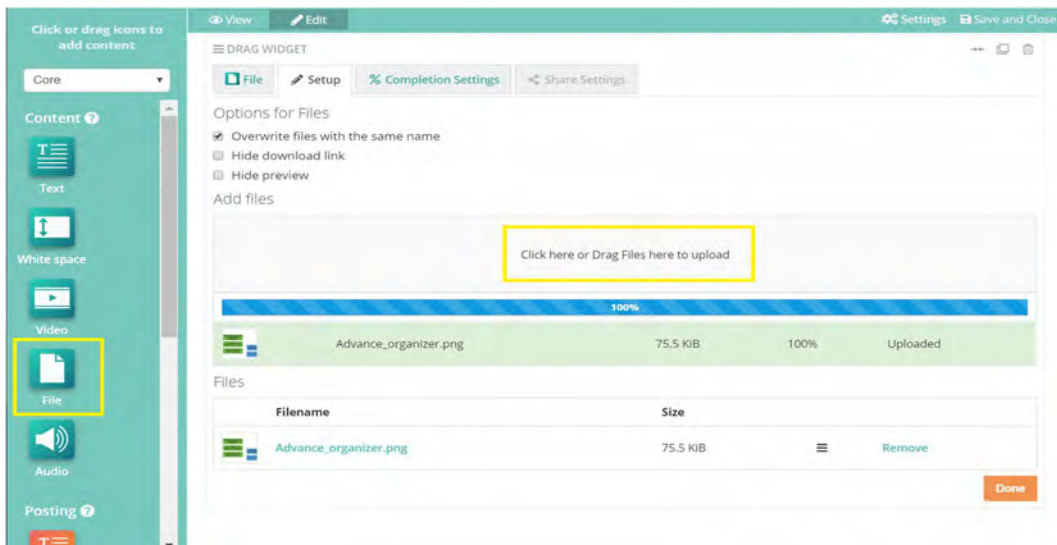 Click or drag icons to
add content
Core
Content
Text
White space
Video
File
Audio
Posting
View
Edit
Settings
Save and Close
DRAG WIDGET
File
Setup
Completion Settings
Share Settings
Options for Files
Overwrite files with the same name
Hide download link
Hide preview
Add files
Click here or Drag Files here to upload
100%
Advance_organizer.png 75.5 KiB 100% Uploaded
Files
Filename Size
Advance_organizer.png 75.5 KiB Remove
Done